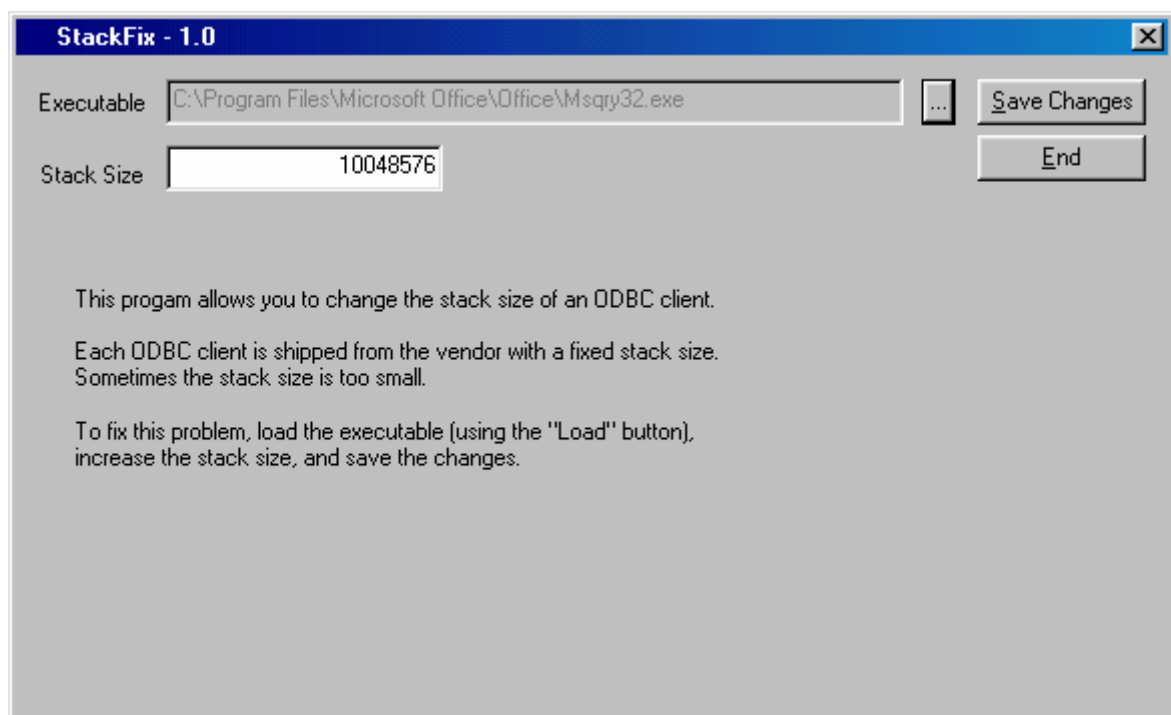 StackFix - 1.0
Executable C:\Program Files\Microsoft Office\Office\Msqry32.exe ... Save Changes
Stack Size 10048576 End
This progam allows you to change the stack size of an ODBC client.
Each ODBC client is shipped from the vendor with a fixed stack size.
Sometimes the stack size is too small.
To fix this problem, load the executable (using the "Load" button),
increase the stack size, and save the changes.